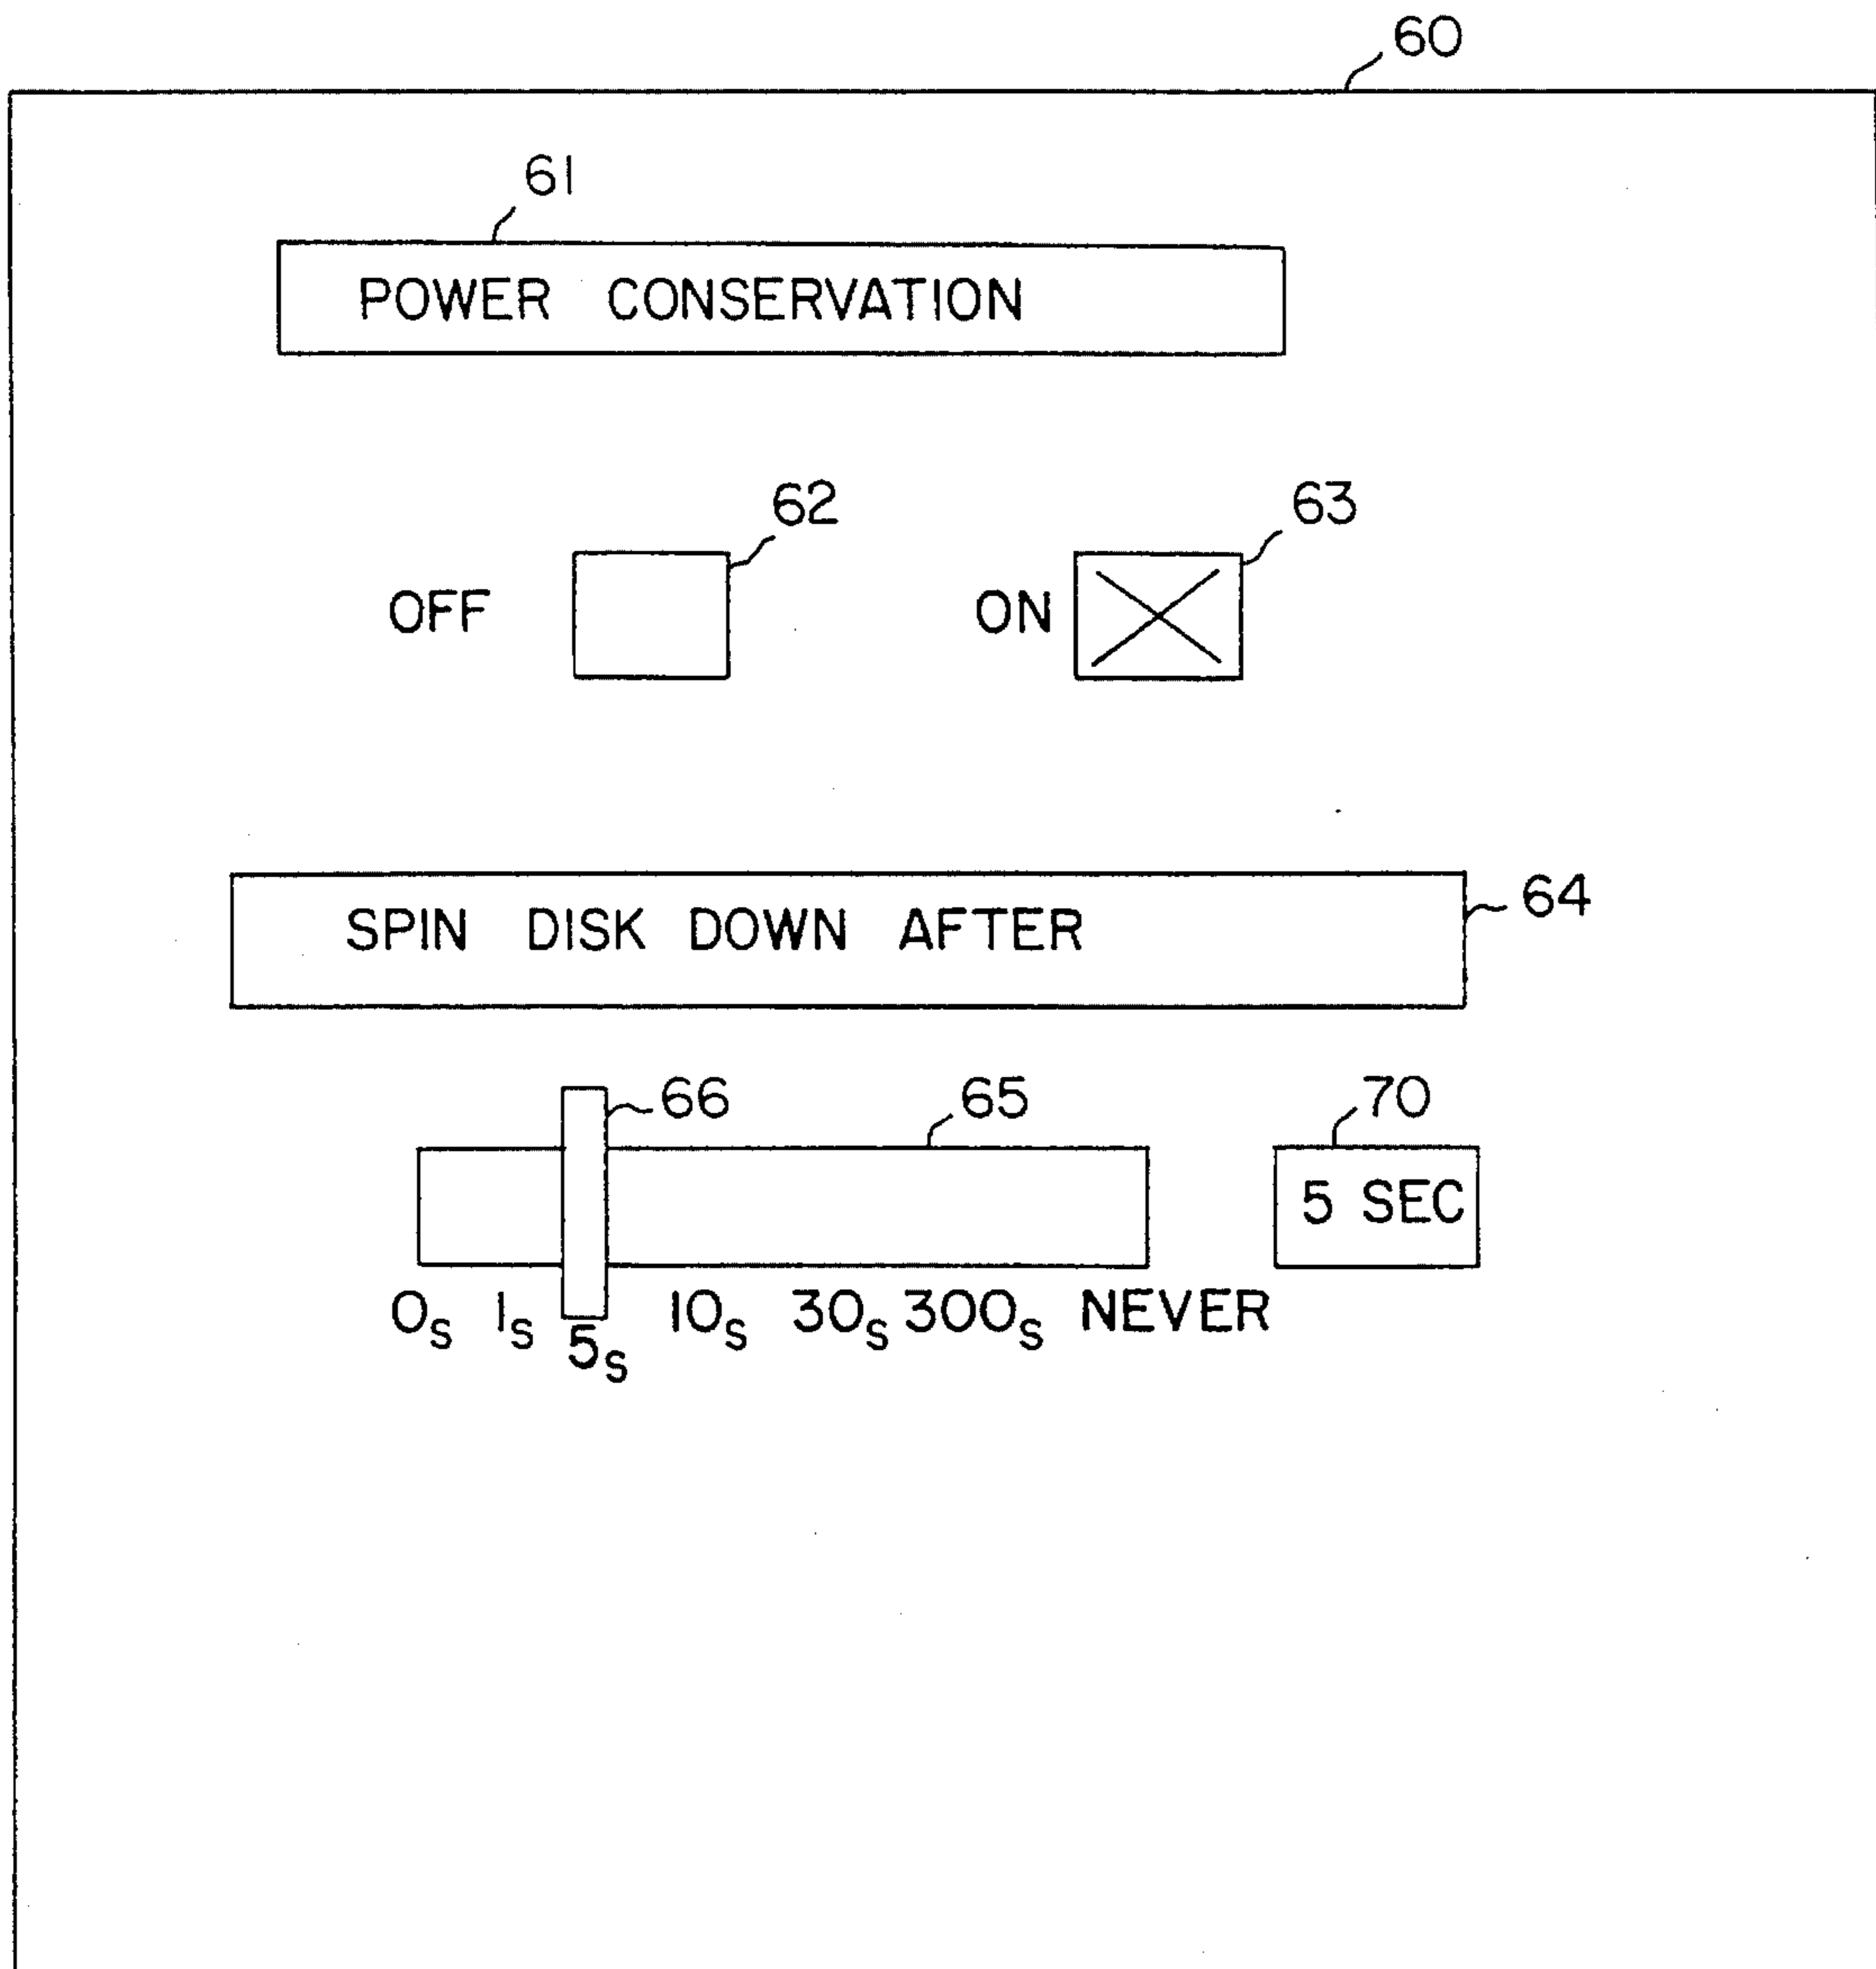 60
61
POWER CONSERVATION
62
63
OFF
ON
64
SPIN DISK DOWN AFTER
66
65
70
5 SEC
0s 1s 5s 10s 30s 300s NEVER